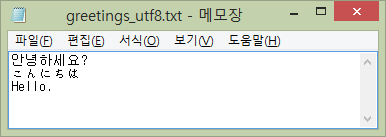 greetings_utf8.txt - 메모장
파일(F) 편집(E) 서식(O) 보기(V) 도움말(H)
안녕하세요?
こんにちは
Hello.